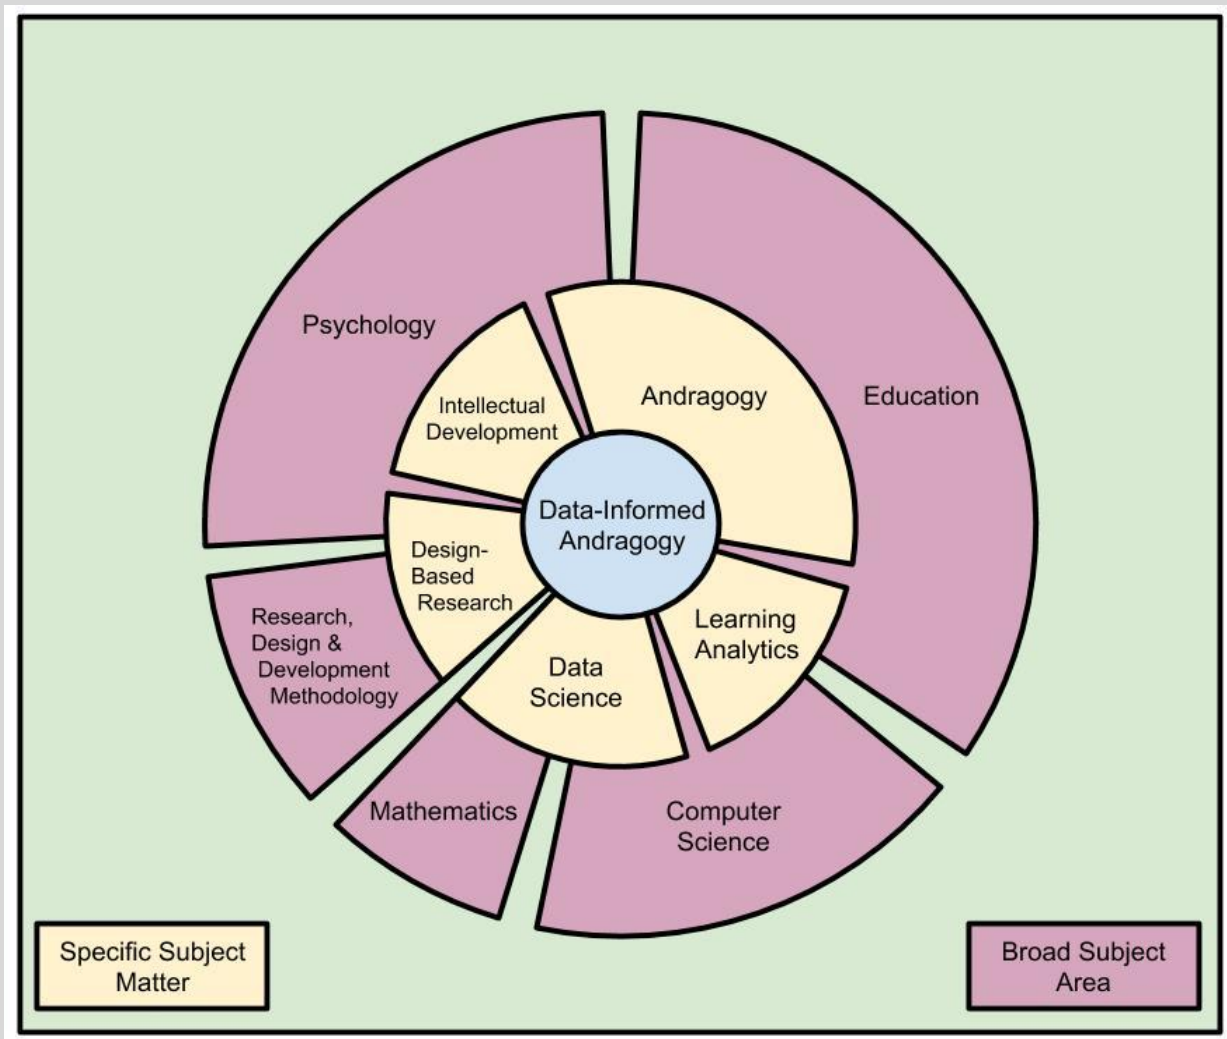 Psychology
Education
Andragogy
Intellectual
Development
Data-Informed
Andragogy
Design-
Based
Research
Learning
Analytics
Research,
Design &
Development
Methodology
Data
Science
Mathematics
Computer
Science
Specific Subject
Matter
Broad Subject
Area